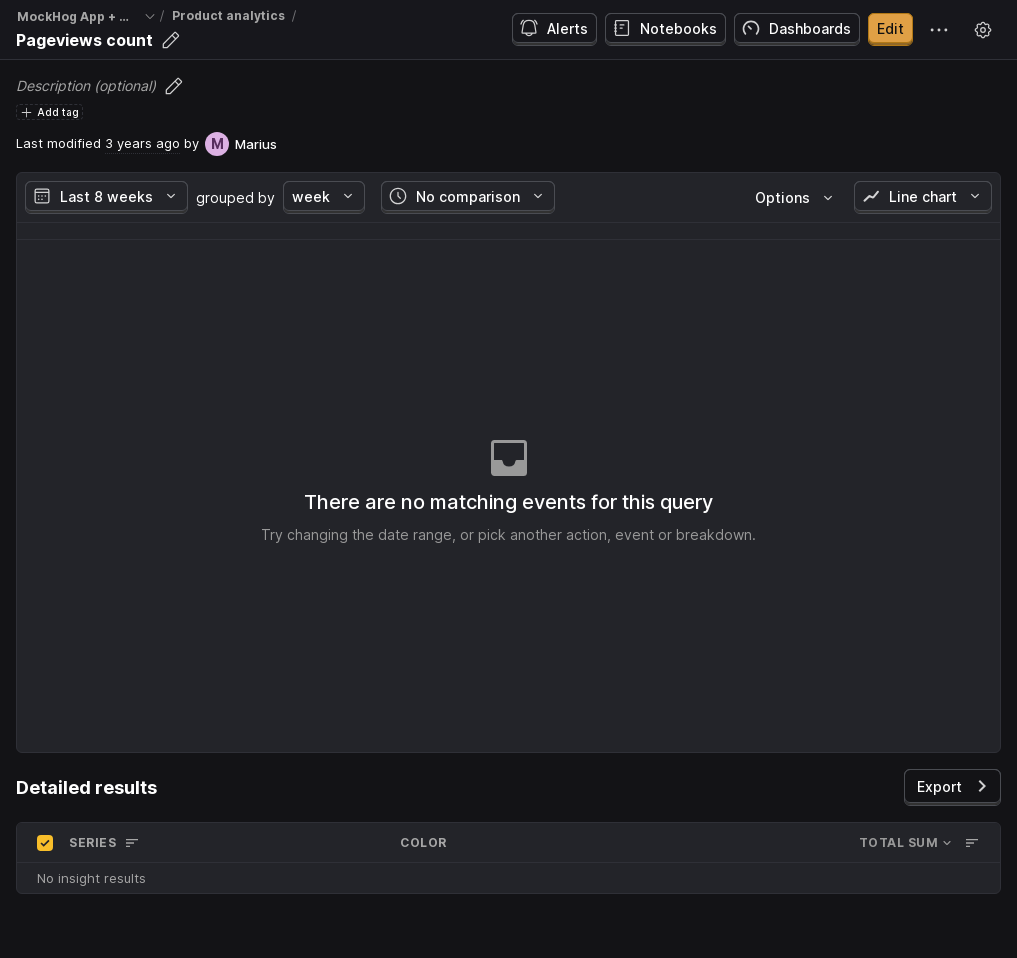 MockHog App + ... / Product analytics /
Pageviews count
Alerts Notebooks Dashboards Edit
Description (optional)
Add tag
Last modified 3 years ago by M Marius
Last 8 weeks grouped by week No comparison Options Line chart
There are no matching events for this query
Try changing the date range, or pick another action, event or breakdown.
Detailed results Export
SERIES COLOR TOTAL SUM
No insight results